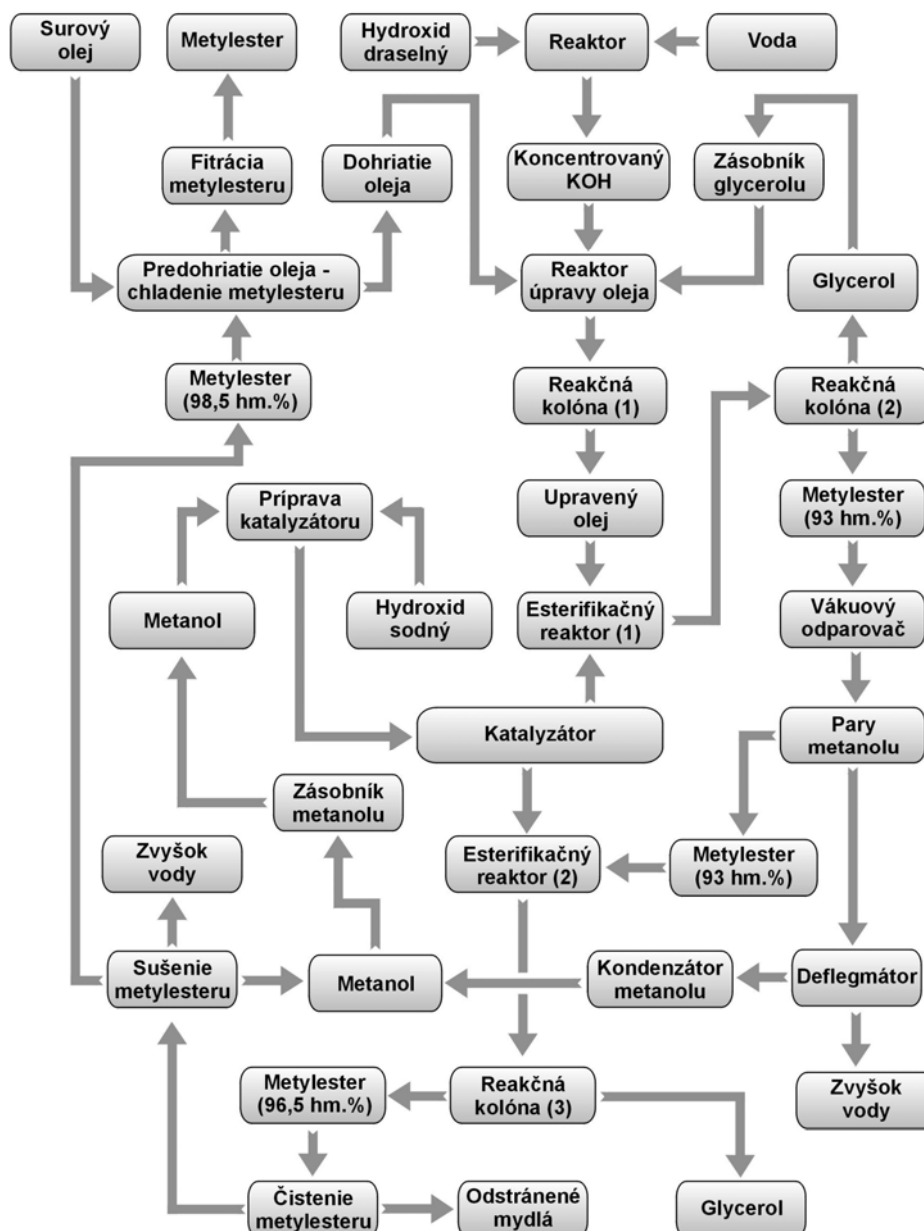 Surový
olej
Metylester
Hydroxid
draselný
Reaktor
Voda
Fitrácia
metylesteru
Dohriatie
oleja
Koncentrovaný
KOH
Zásobník
glycerolu
Predohriatie oleja -
chladenie metylesteru
Reaktor
úpravy oleja
Glycerol
Metylester
(98,5 hm.%)
Reakčná
kolóna (1)
Reakčná
kolóna (2)
Príprava
katalyzátoru
Upravený
olej
Metylester
(93 hm.%)
Metanol
Hydroxid
sodný
Esterifikačný
reaktor (1)
Vákuový
odparovač
Katalyzátor
Pary
metanolu
Zásobník
metanolu
Zvyšok
vody
Esterifikačný
reaktor (2)
Metylester
(93 hm.%)
Sušenie
metylesteru
Metanol
Kondenzátor
metanolu
Deflegmátor
Metylester
(96,5 hm.%)
Reakčná
kolóna (3)
Zvyšok
vody
Čistenie
metylesteru
Odstránené
mydlá
Glycerol